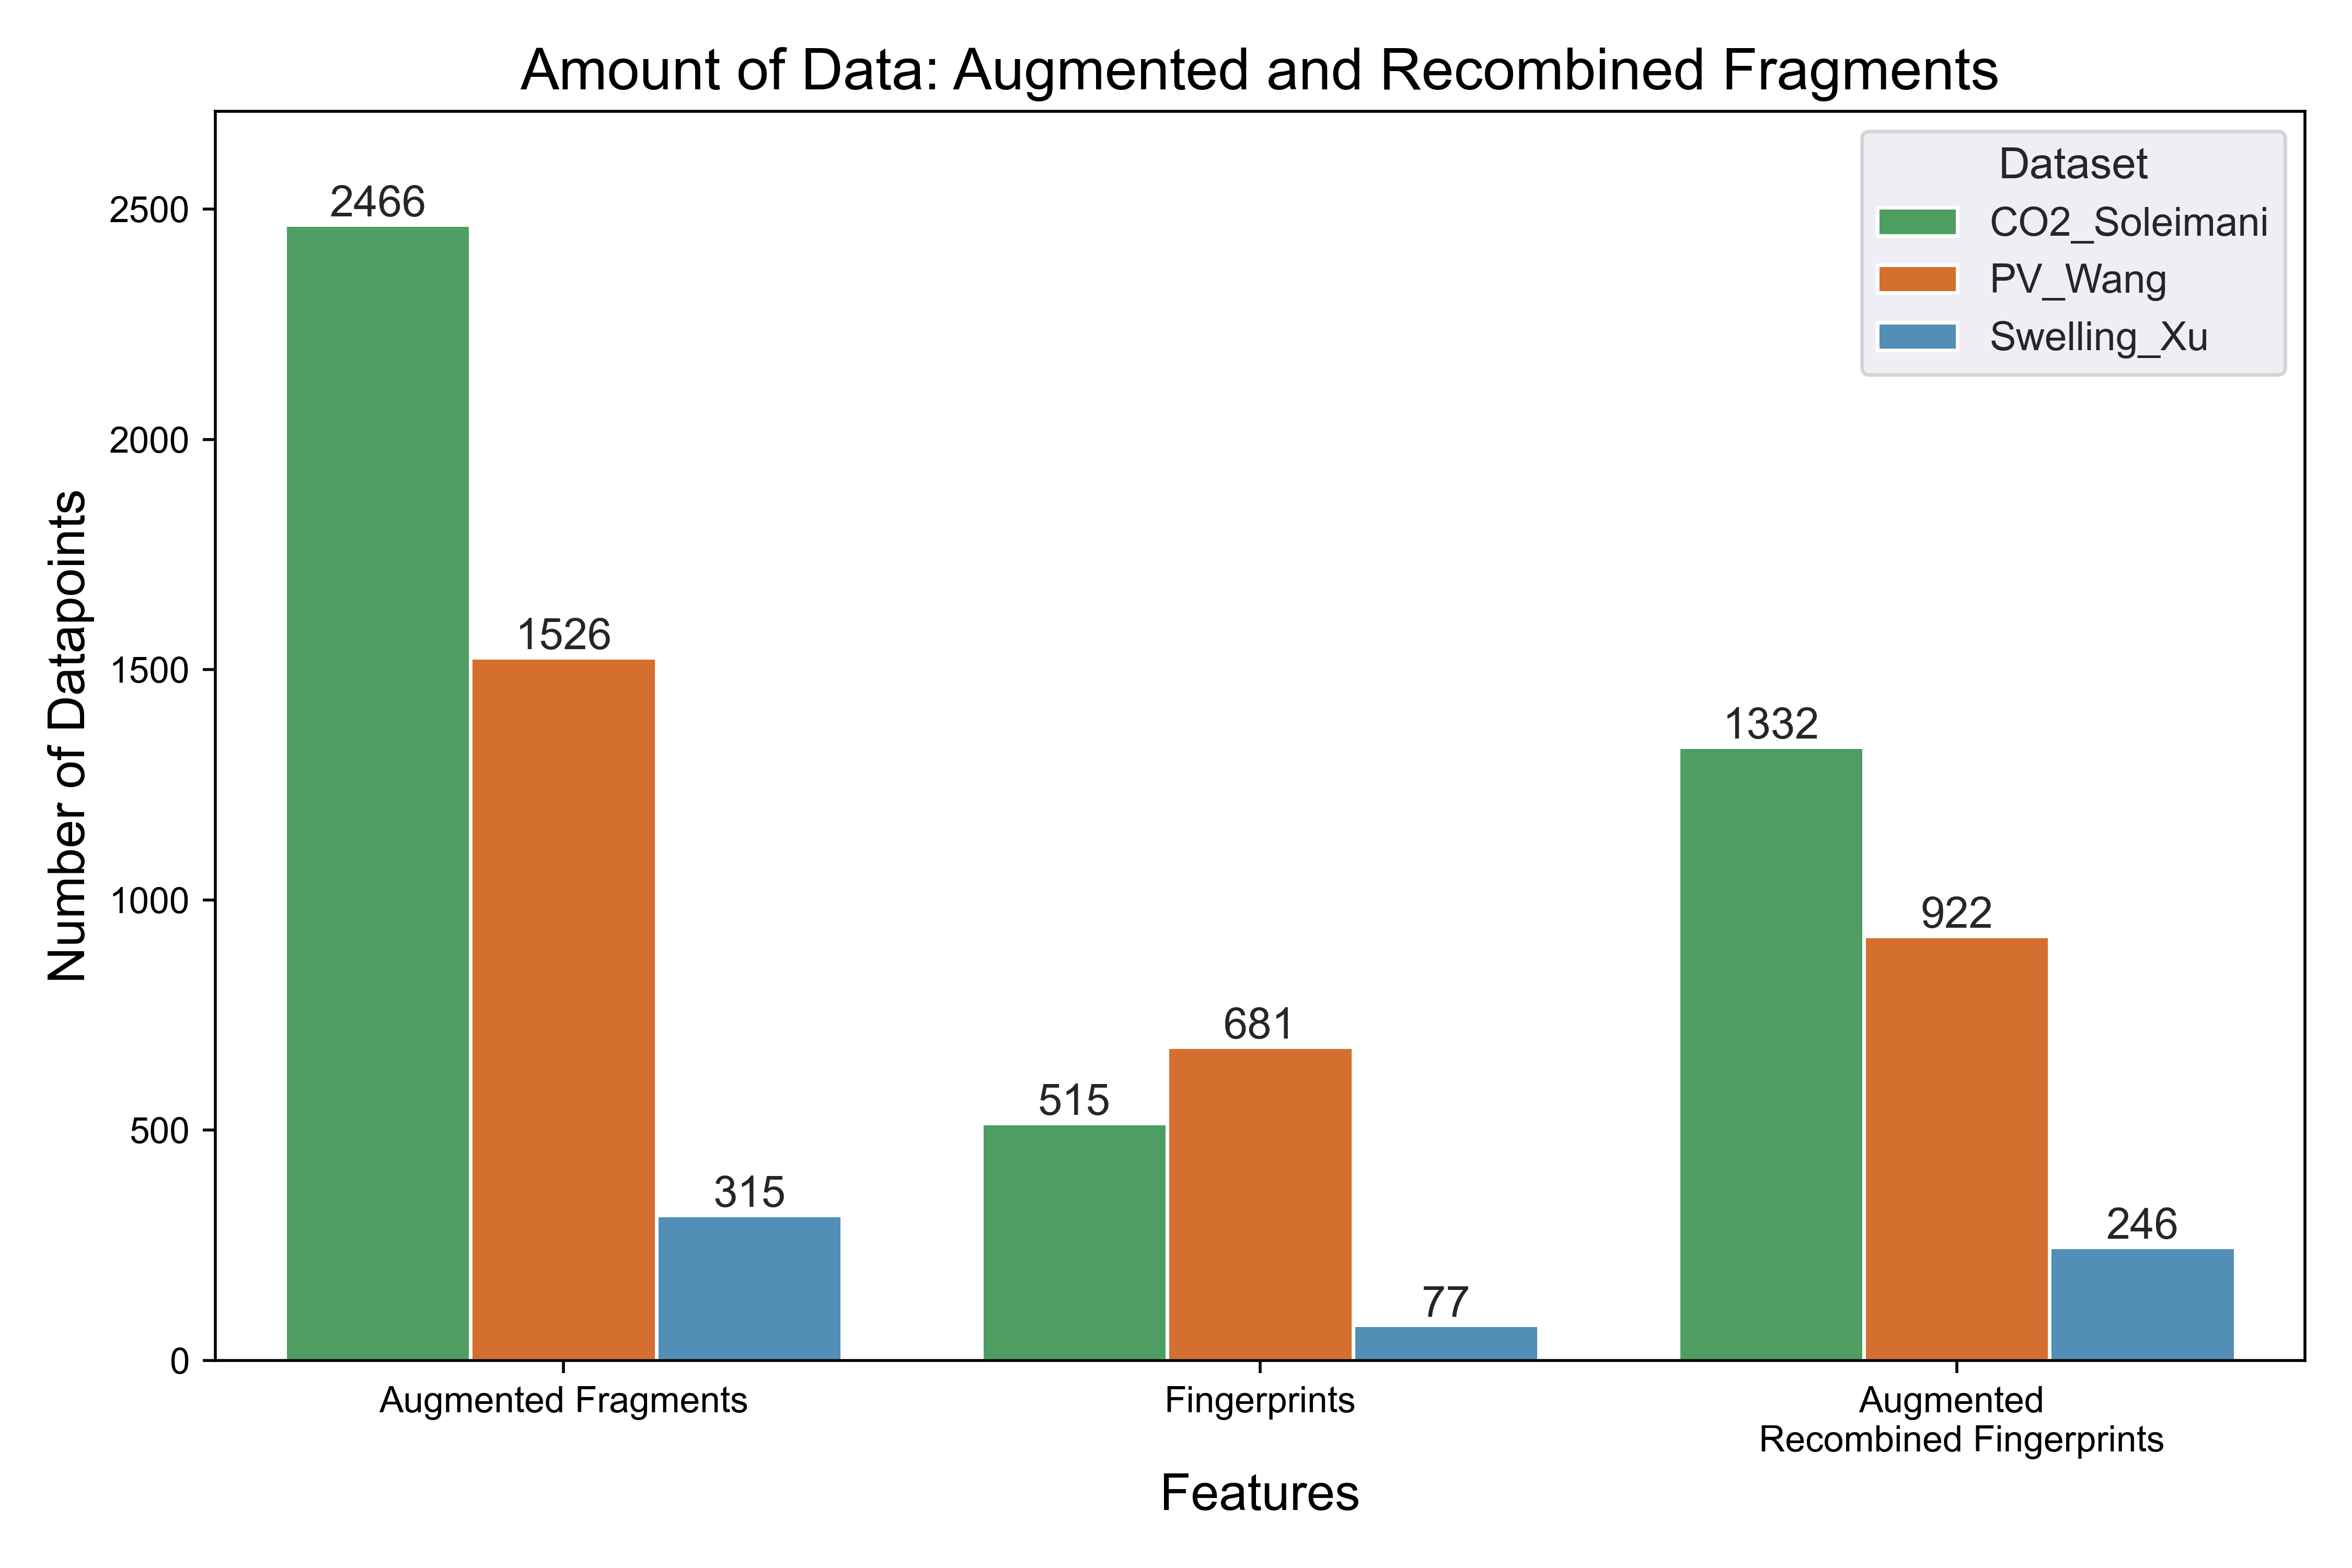 Amount of Data: Augmented and Recombined Fragments
Dataset
CO2_Soleimani
PV_Wang
Swelling_Xu
Number of Datapoints
2500
2000
1500
1000
500
0
2466
1526
315
515
681
77
1332
922
246
Augmented Fragments
Fingerprints
Augmented
Recombined Fingerprints
Features